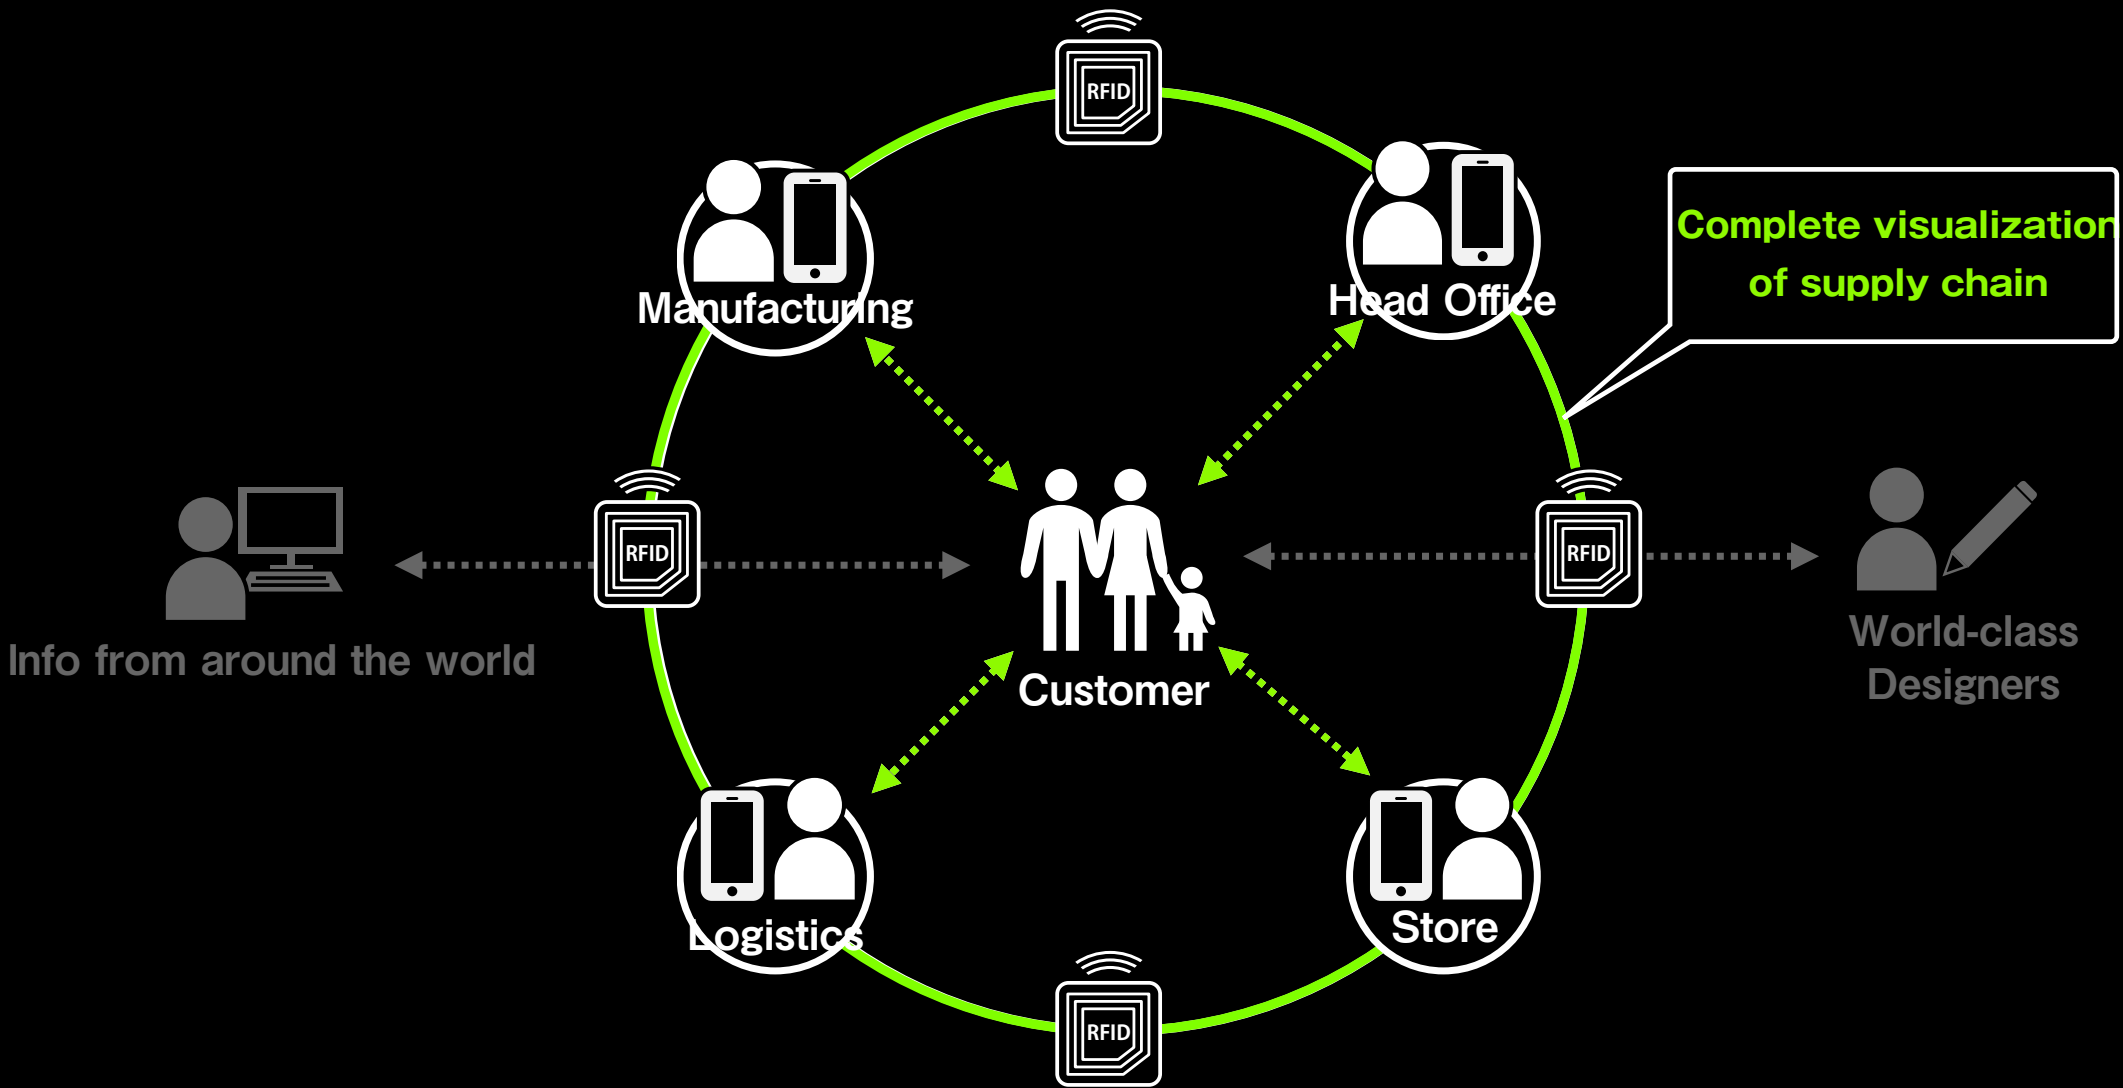 RFID
Manufacturing
Head Office
Complete visualization
of supply chain
RFID
RFID
Info from around the world
Customer
World-class
Designers
Logistics
Store
RFID